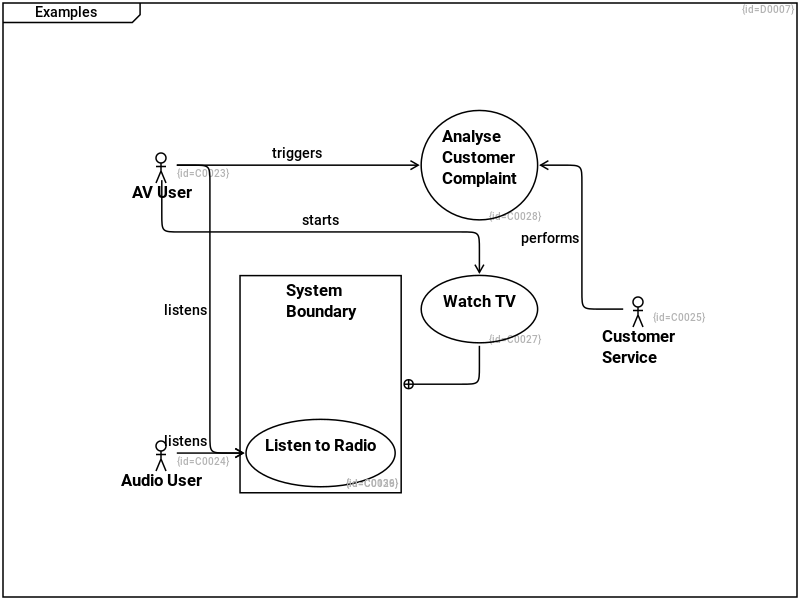 Examples
{id=D0007}
Analyse
Customer
Complaint
triggers
{id=C0023}
AV User
{id=C0028}
starts
performs
System
Boundary
Watch TV
listens
{id=C0025}
Customer
Service
{id=C0027}
listens
Listen to Radio
{id=C0024}
Audio User